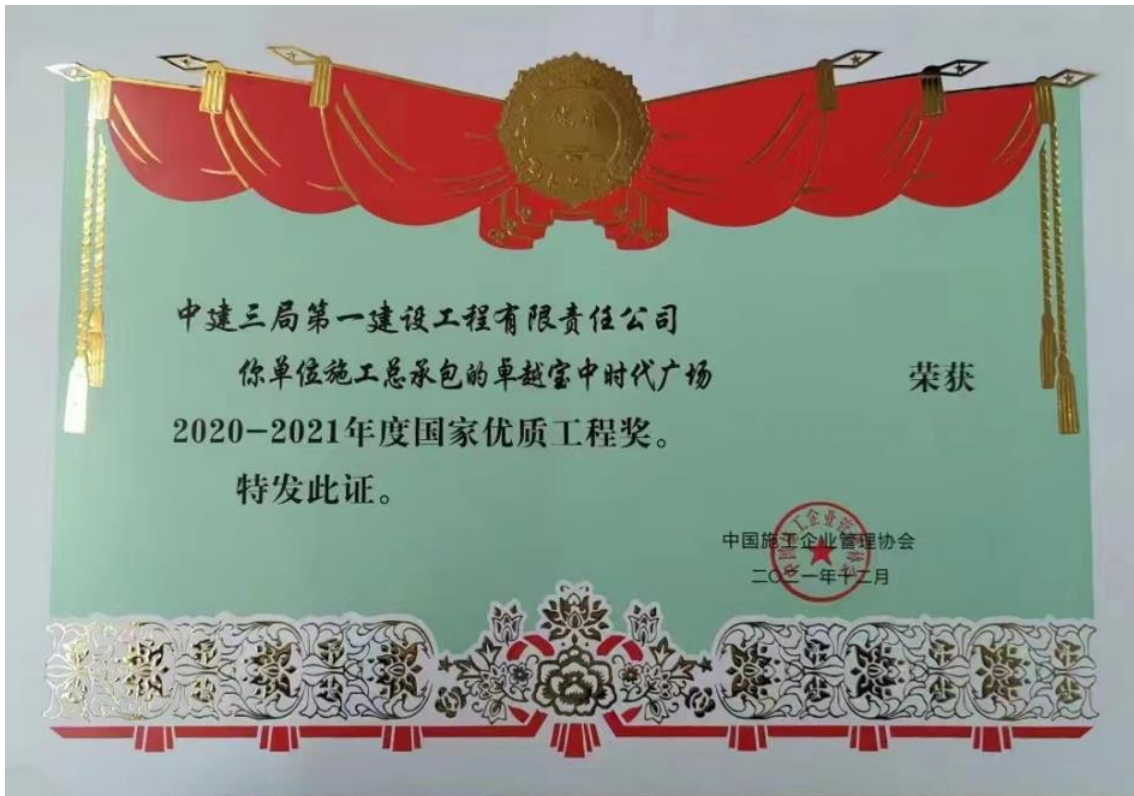 中建三局第一建设工程有限责任公司
你单位施工总承包的卓越宝中时代广场 荣获
2020-2021年度国家优质工程奖。
特发此证。
中国施工企业管理协会
二〇二一年十二月